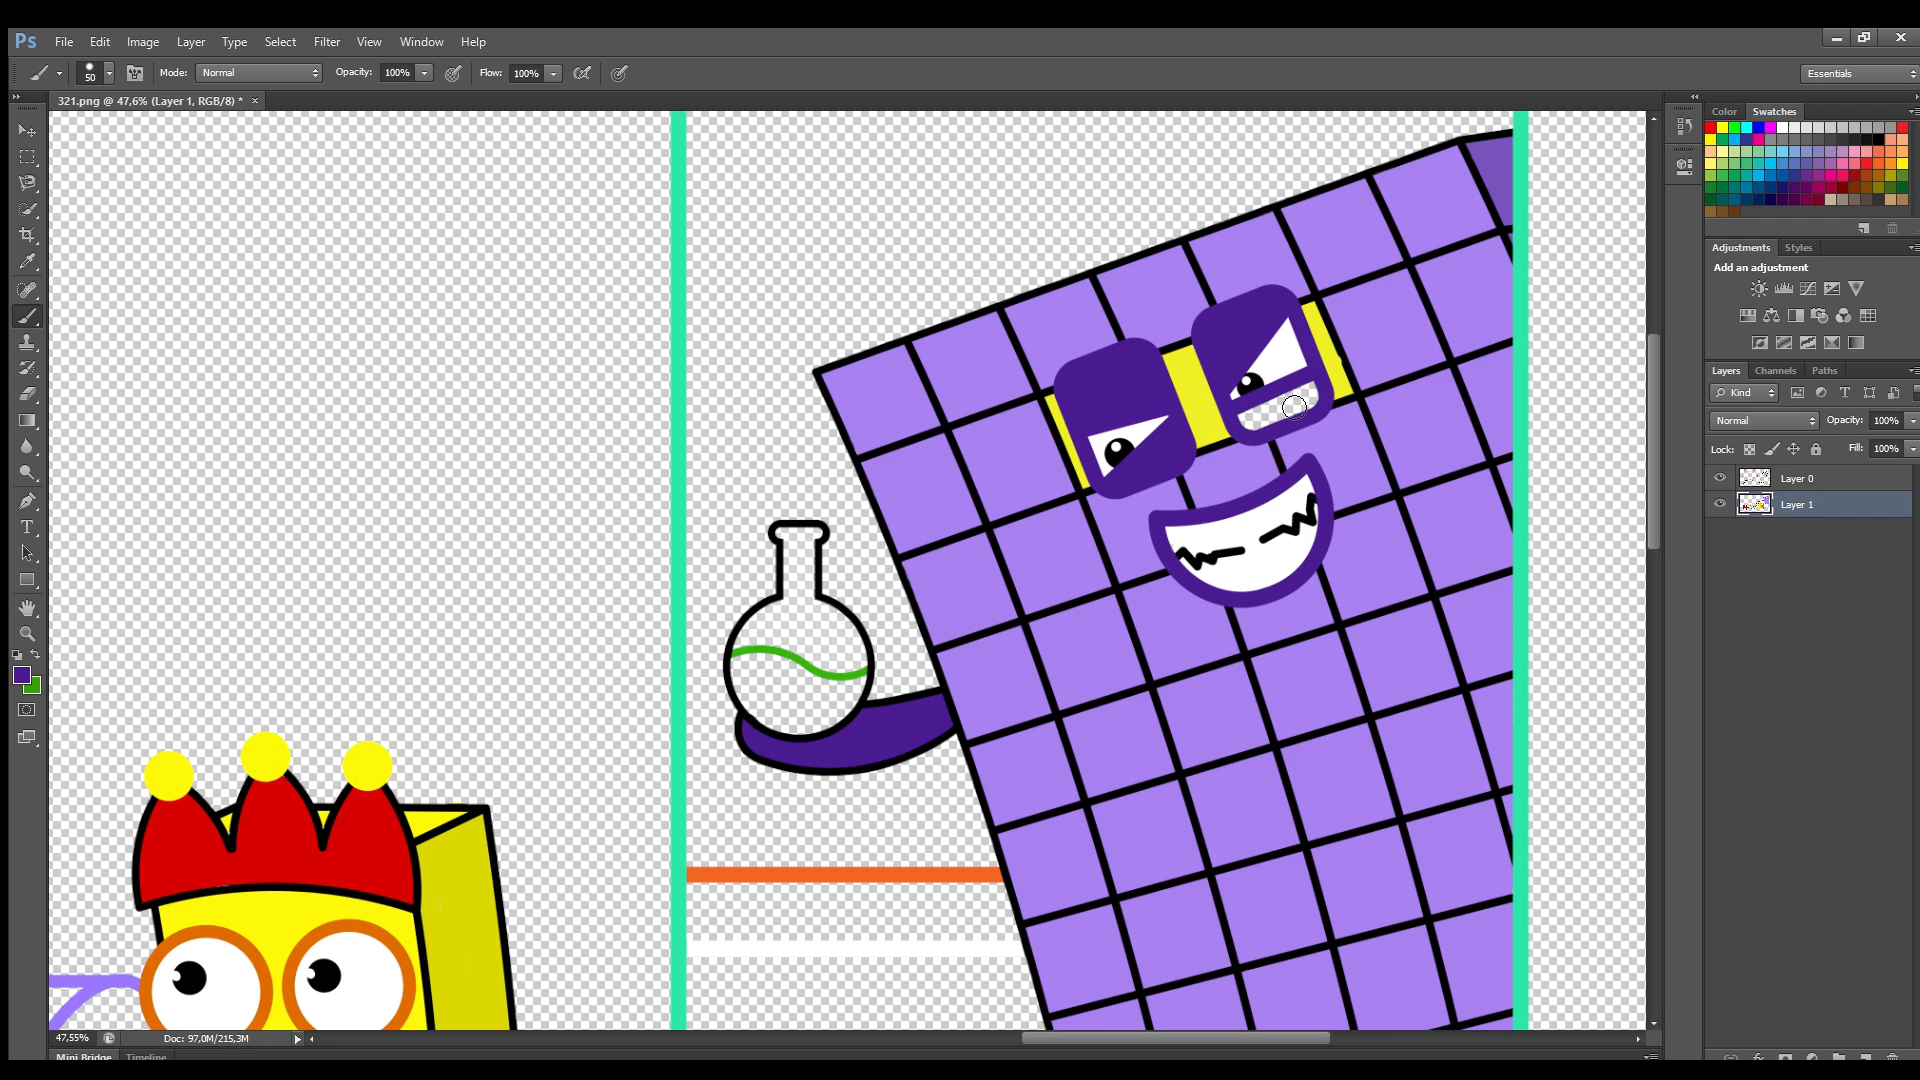 Ps File Edit Image Layer Type Select Filter View Window Help
50 Mode: Normal Opacity: 100% Flow: 100% Essentials
321.png @ 47,6% (Layer 1, RGB/8) * ×
Color Swatches
Adjustments Styles
Add an adjustment
Layers Channels Paths
Kind
Normal Opacity: 100%
Lock: Fill: 100%
Layer 0
Layer 1
47,55% Doc: 97,0M/215,3M
Mini Bridge Timeline